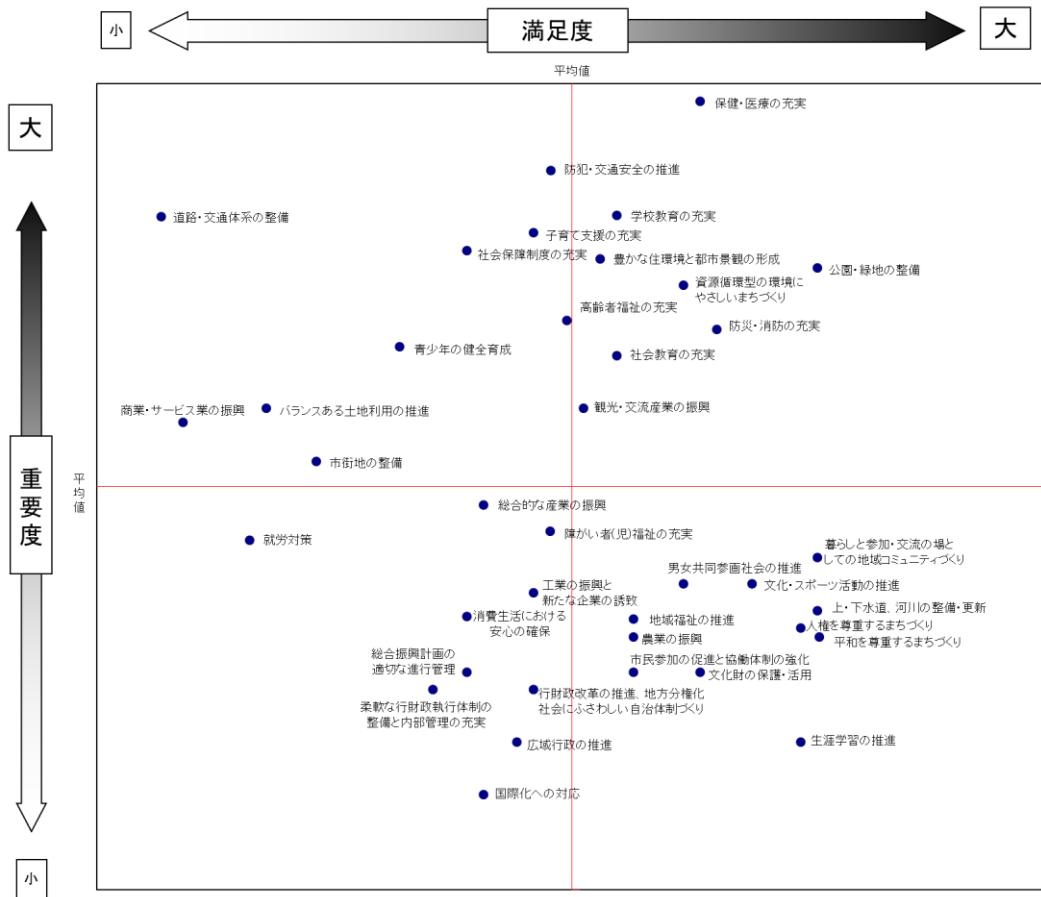 小
満足度
大
平均値
大
保健・医療の充実
防犯・交通安全の推進
道路・交通体系の整備
学校教育の充実
子育て支援の充実
社会保障制度の充実
豊かな住環境と都市景観の形成
公園・緑地の整備
資源循環型の環境に
やさしいまちづくり
高齢者福祉の充実
防災・消防の充実
青少年の健全育成
社会教育の充実
商業・サービス業の振興
バランスある土地利用の推進
観光・交流産業の振興
市街地の整備
重要度
平均値
総合的な産業の振興
就労対策
障がい者(児)福祉の充実
暮らしと参加・交流の場と
しての地域コミュニティづくり
男女共同参画社会の推進
文化・スポーツ活動の推進
工業の振興と
新たな企業の誘致
上・下水道、河川の整備・更新
消費生活における
安心の確保
地域福祉の推進
人権を尊重するまちづくり
農業の振興
平和を尊重するまちづくり
総合振興計画の
適切な進行管理
市民参加の促進と協働体制の強化
文化財の保護・活用
柔軟な行財政執行体制の
整備と内部管理の充実
行財政改革の推進、地方分権化
社会にふさわしい自治体制づくり
広域行政の推進
生涯学習の推進
国際化への対応
小